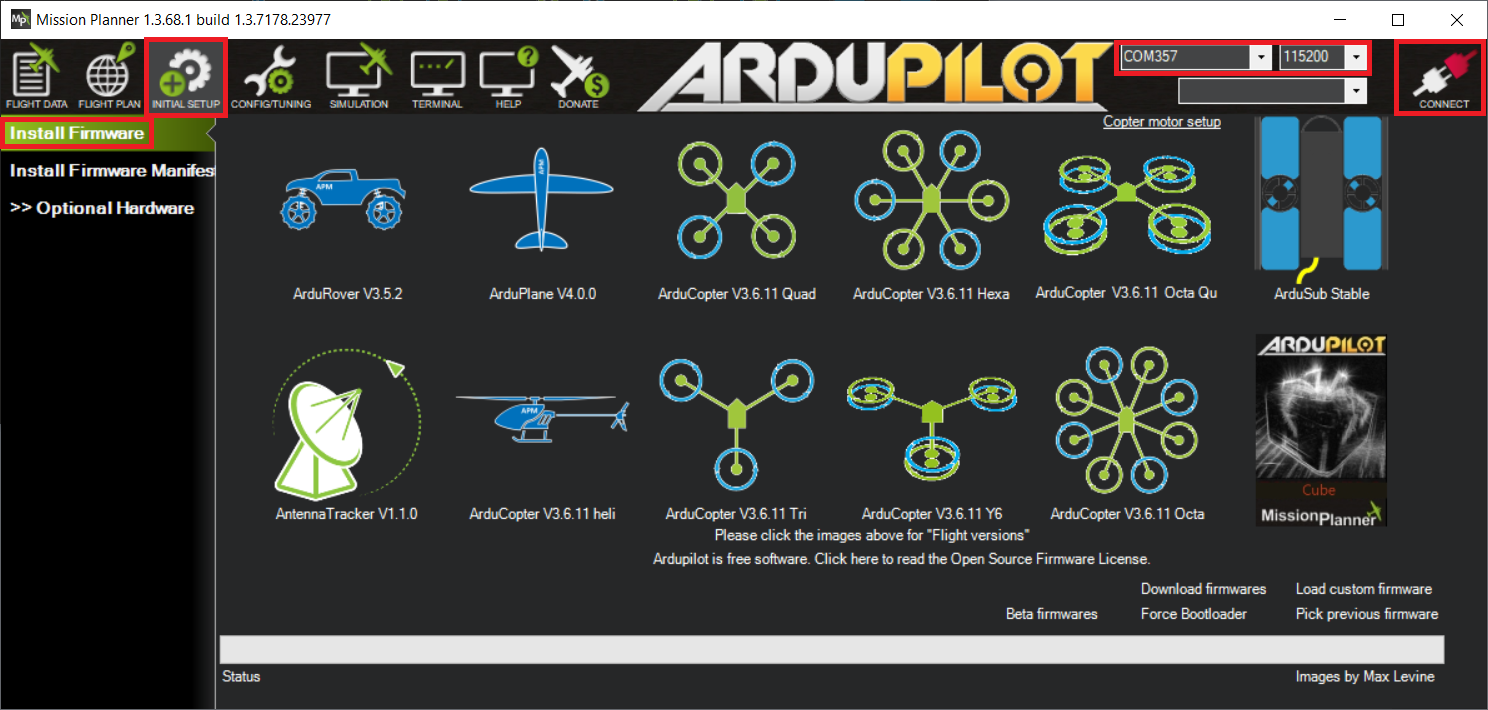 Mission Planner 1.3.68.1 build 1.3.7178.23977
FLIGHT DATA
FLIGHT PLAN
INITIAL SETUP
CONFIG/TUNING
SIMULATION
TERMINAL
HELP
DONATE
ARDUPILOT
COM357
115200
CONNECT
Install Firmware
Install Firmware Manifes
>> Optional Hardware
Copter motor setup
APM
APM
ArduRover V3.5.2
ArduPlane V4.0.0
ArduCopter V3.6.11 Quad
ArduCopter V3.6.11 Hexa
ArduCopter V3.6.11 Octa Qu
ArduSub Stable
APM
ARDUPILOT
Cube
MissionPlanner
AntennaTracker V1.1.0
ArduCopter V3.6.11 heli
ArduCopter V3.6.11 Tri
ArduCopter V3.6.11 Y6
ArduCopter V3.6.11 Octa
Please click the images above for "Flight versions"
Ardupilot is free software. Click here to read the Open Source Firmware License.
Download firmwares
Load custom firmware
Beta firmwares
Force Bootloader
Pick previous firmware
Status
Images by Max Levine